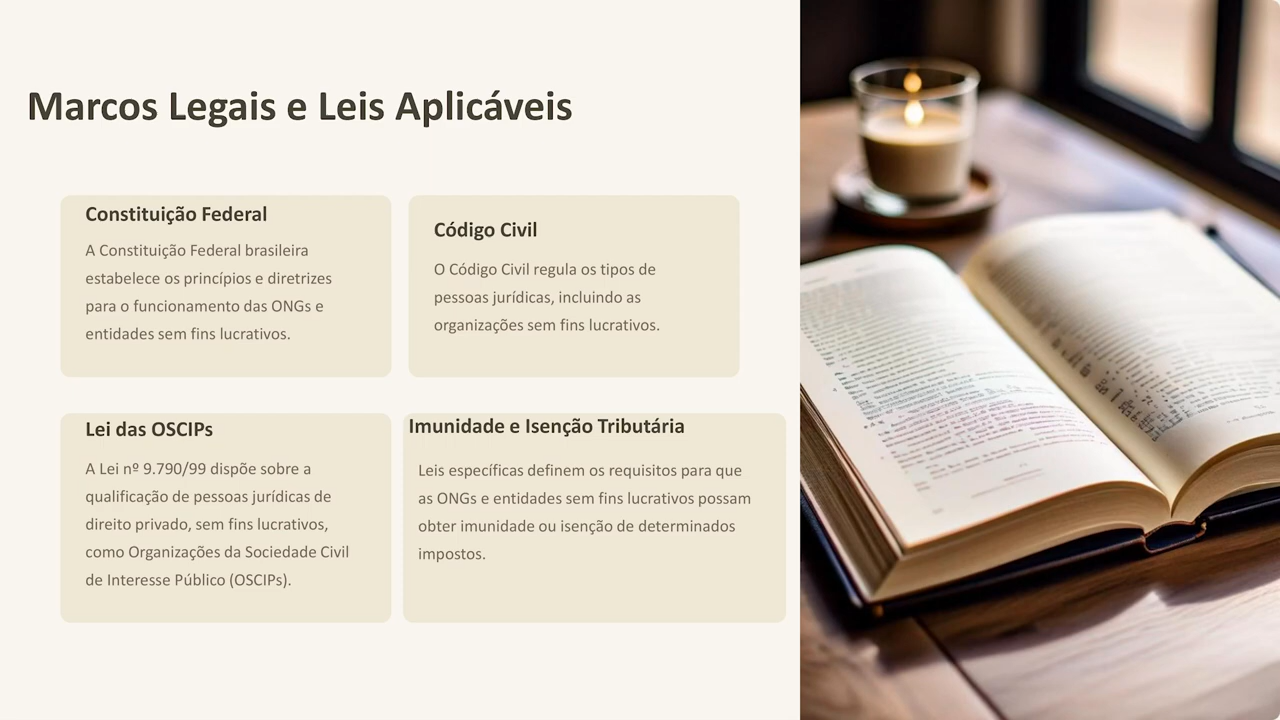 Marcos Legais e Leis Aplicáveis
Constituição Federal
A Constituição Federal brasileira
estabelece os princípios e diretrizes
para o funcionamento das ONGs e
entidades sem fins lucrativos.
Código Civil
O Código Civil regula os tipos de
pessoas jurídicas, incluindo as
organizações sem fins lucrativos.
Lei das OSCIPs
A Lei nº 9.790/99 dispõe sobre a
qualificação de pessoas jurídicas de
direito privado, sem fins lucrativos,
como Organizações da Sociedade Civil
de Interesse Público (OSCIPs).
Imunidade e Isenção Tributária
Leis específicas definem os requisitos para que
as ONGs e entidades sem fins lucrativos possam
obter imunidade ou isenção de determinados
impostos.